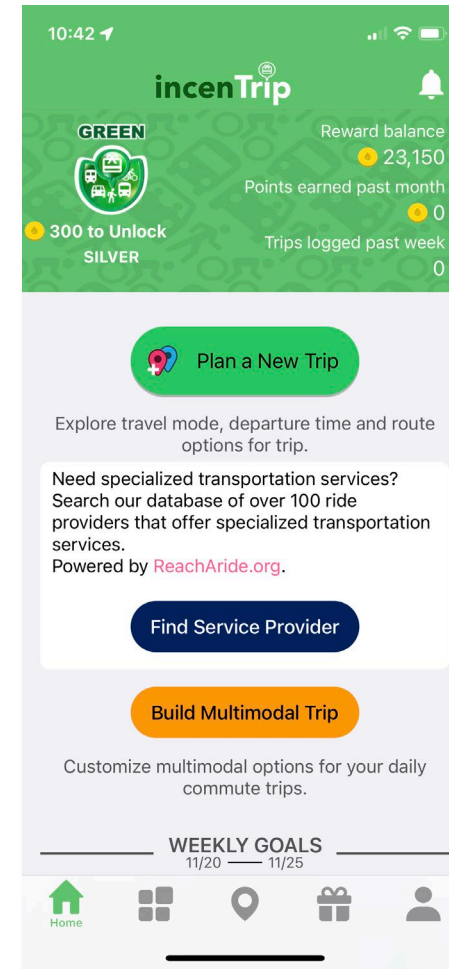 10:42
incenTrip
GREEN
Reward balance
23,150
Points earned past month
0
300 to Unlock
SILVER
Trips logged past week
0
Plan a New Trip
Explore travel mode, departure time and route
options for trip.
Need specialized transportation services?
Search our database of over 100 ride
providers that offer specialized transportation
services.
Powered by ReachAride.org.
Find Service Provider
Build Multimodal Trip
Customize multimodal options for your daily
commute trips.
WEEKLY GOALS
11/20 —— 11/25
Home